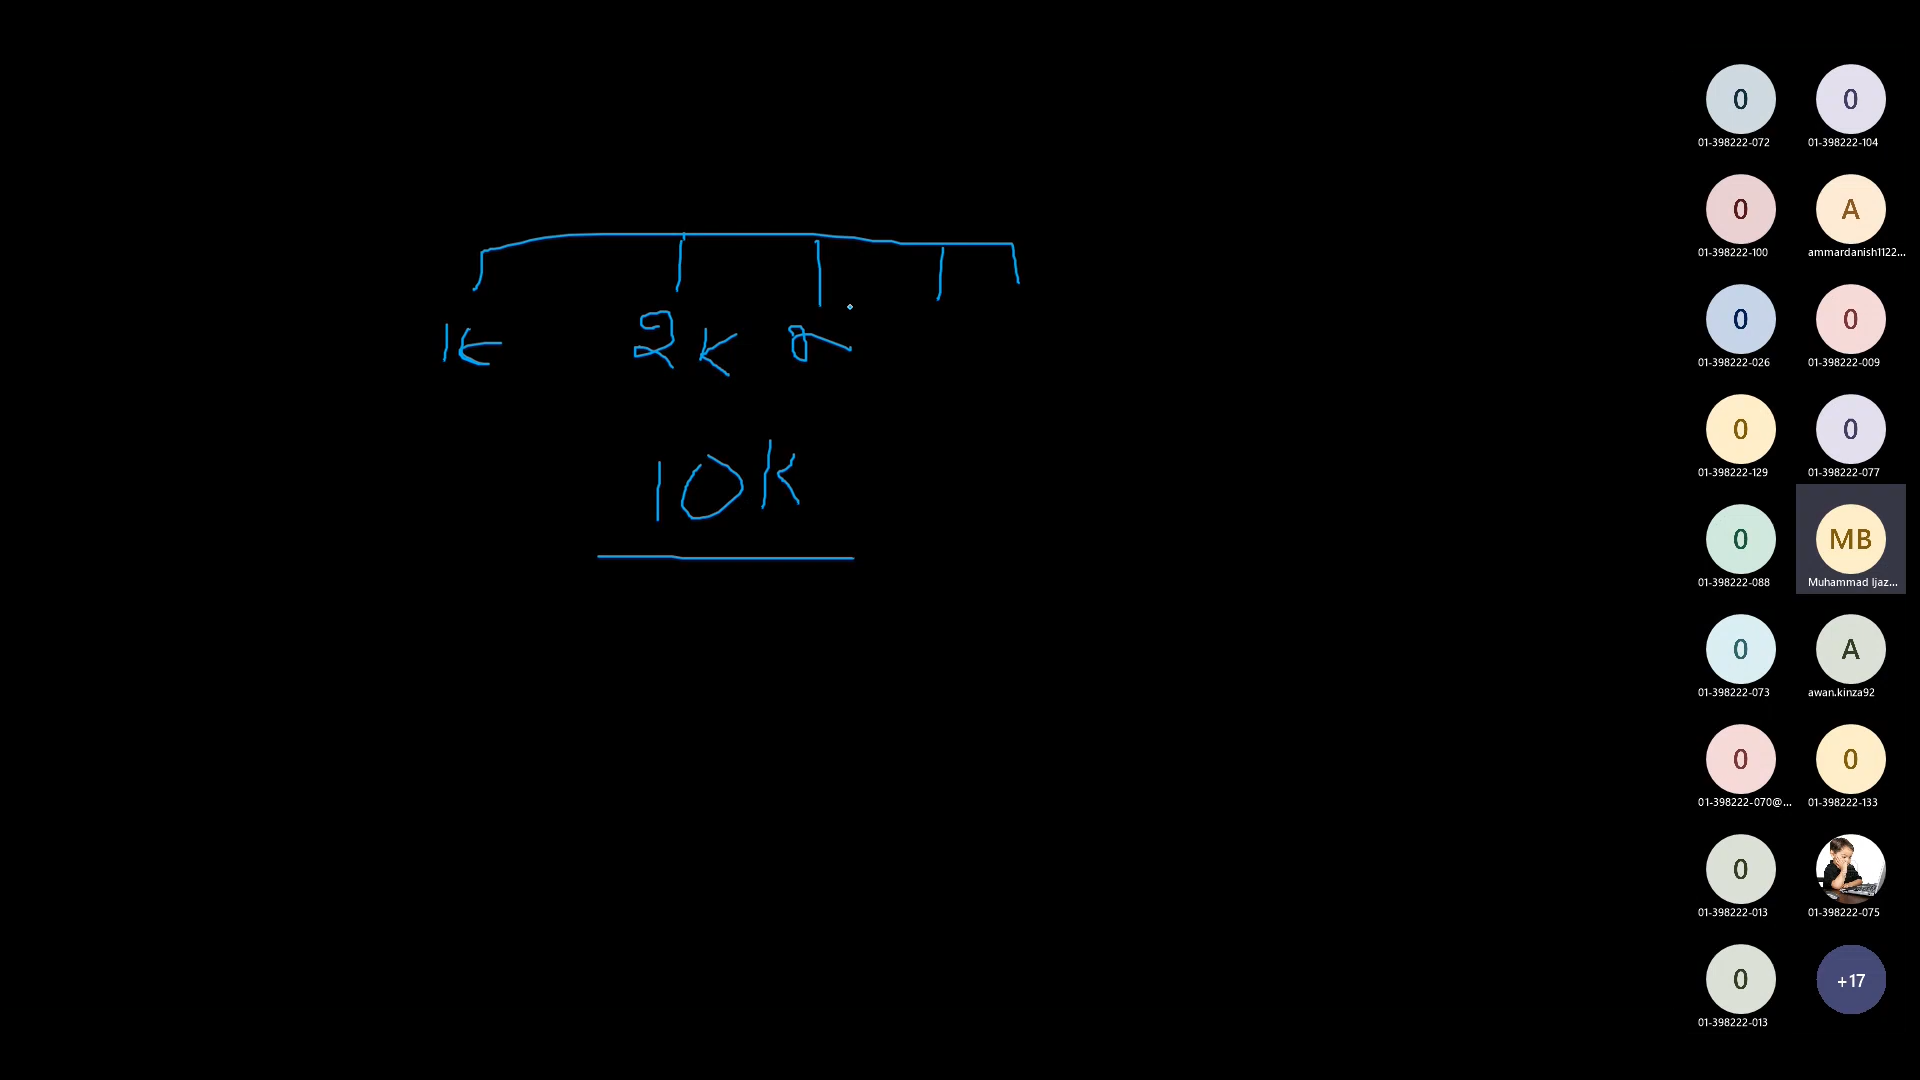 1K 2K
10K
0 0
01-398222-072 01-398222-104
0 A
01-398222-100 ammardanish1122...
0 0
01-398222-026 01-398222-009
0 0
01-398222-129 01-398222-077
0 MB
01-398222-088 Muhammad Ijaz...
0 A
01-398222-073 awan.kinza92
0 0
01-398222-070@... 01-398222-133
0
01-398222-013 01-398222-075
0 +17
01-398222-013